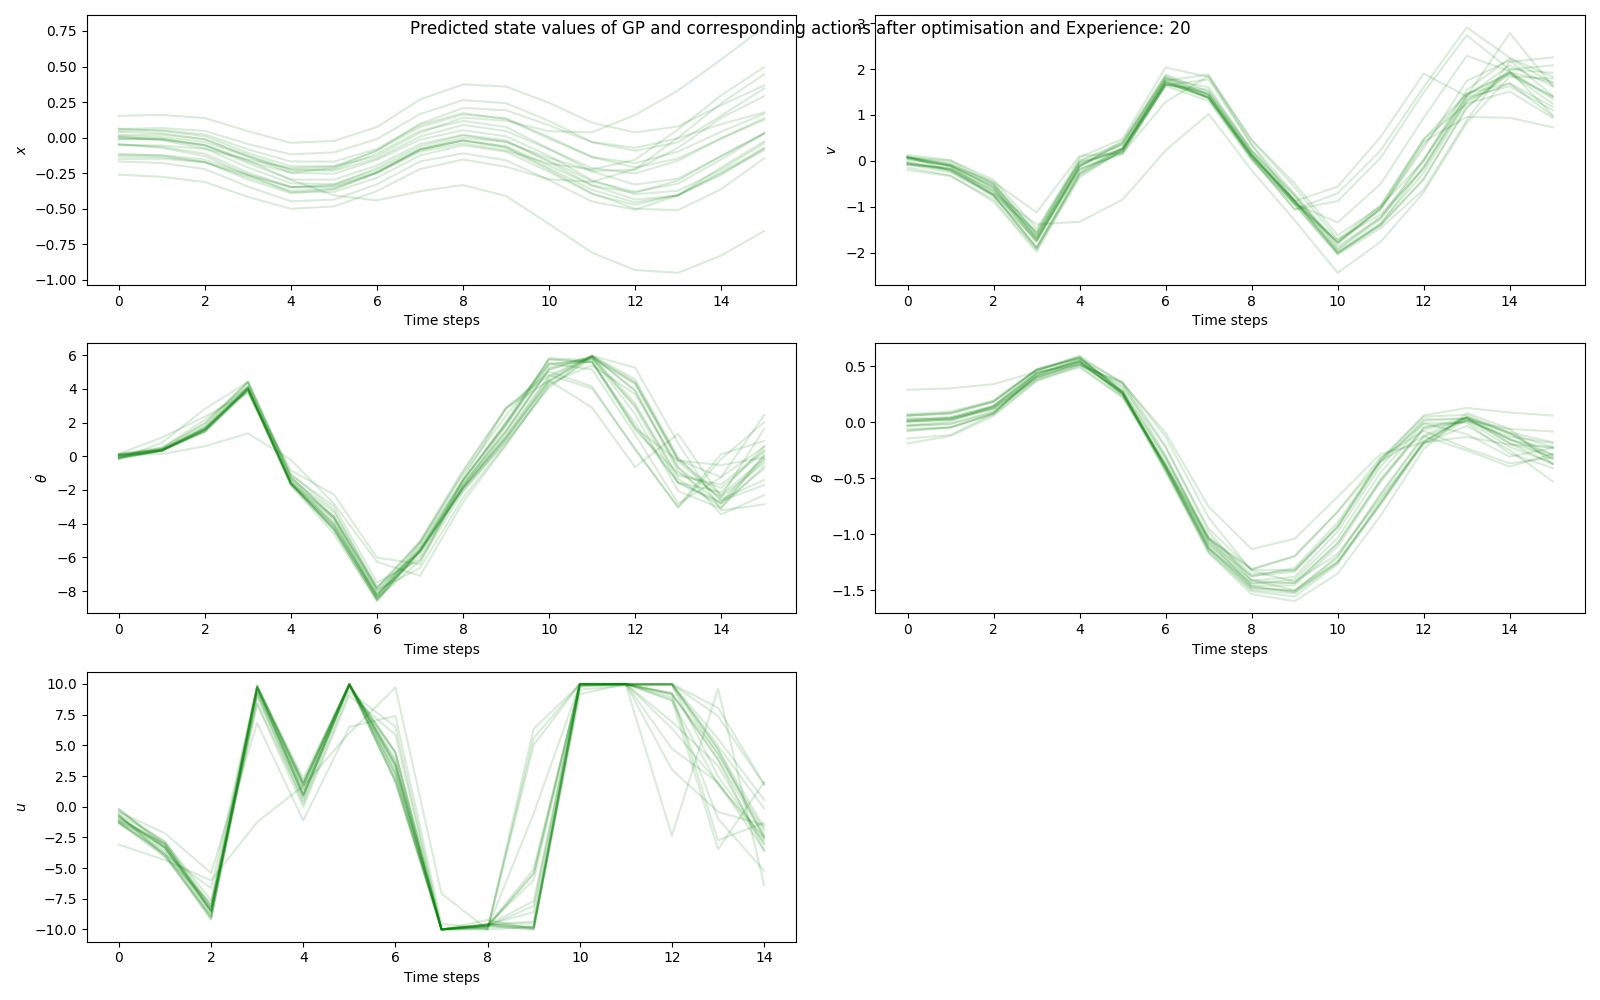 Predicted state values of GP and corresponding actions after optimisation and Experience: 20
0.75
0.50
0.25
0.00
−0.25
−0.50
−0.75
−1.00
x
0 2 4 6 8 10 12 14
Time steps
3
2
1
0
−1
−2
v
0 2 4 6 8 10 12 14
Time steps
6
4
2
0
−2
−4
−6
−8
θ̇
0 2 4 6 8 10 12 14
Time steps
0.5
0.0
−0.5
−1.0
−1.5
θ
0 2 4 6 8 10 12 14
Time steps
10.0
7.5
5.0
2.5
0.0
−2.5
−5.0
−7.5
−10.0
u
0 2 4 6 8 10 12 14
Time steps